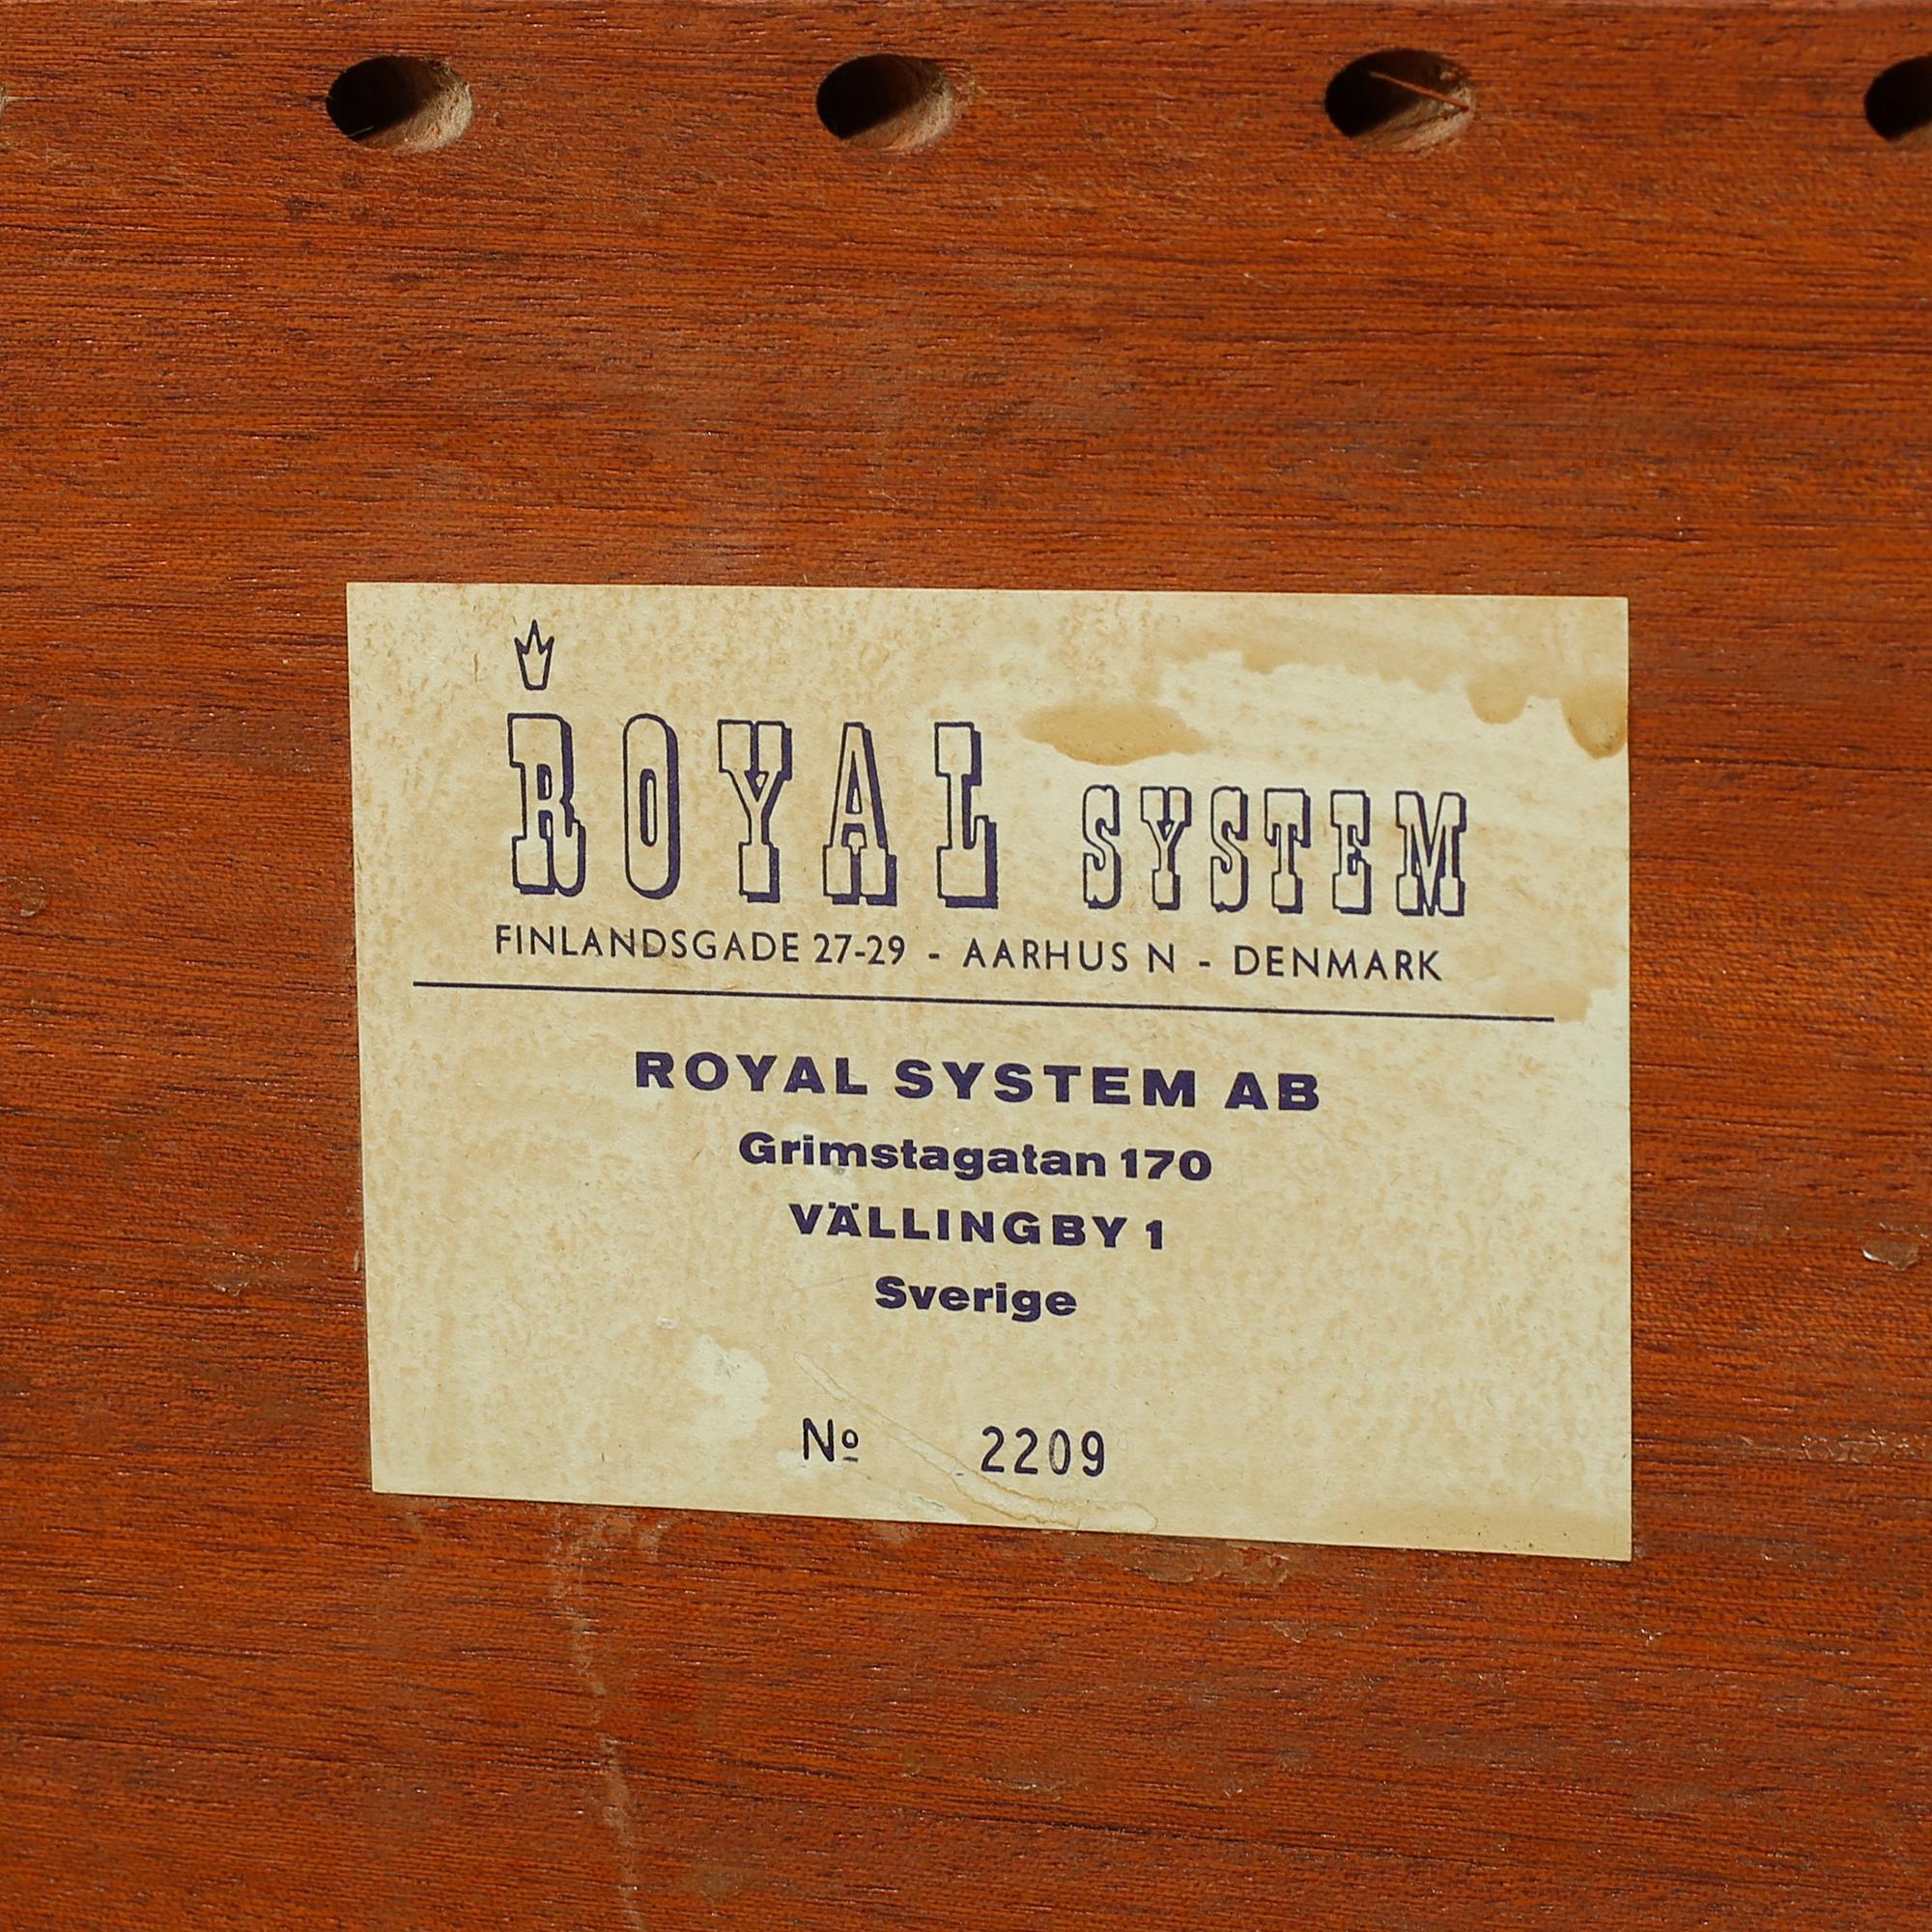 ROYAL SYSTEM
FINLANDSGADE 27-29 - AARHUS N - DENMARK
ROYAL SYSTEM AB
Grimstagatan 170
VÄLLINGBY 1
Sverige
Nº 2209